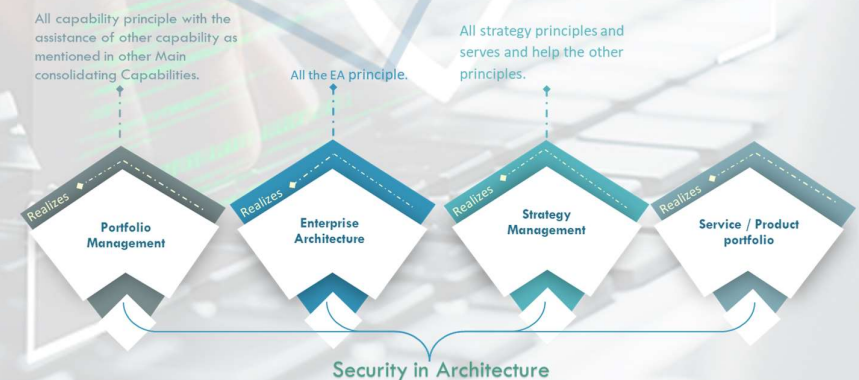 All capability principle with the
assistance of other capability as
mentioned in other Main
consolidating Capabilities.
All the EA principle.
All strategy principles and
serves and help the other
principles.
Realizes
Portfolio
Management
Realizes
Enterprise
Architecture
Realizes
Strategy
Management
Realizes
Service / Product
portfolio
Security in Architecture